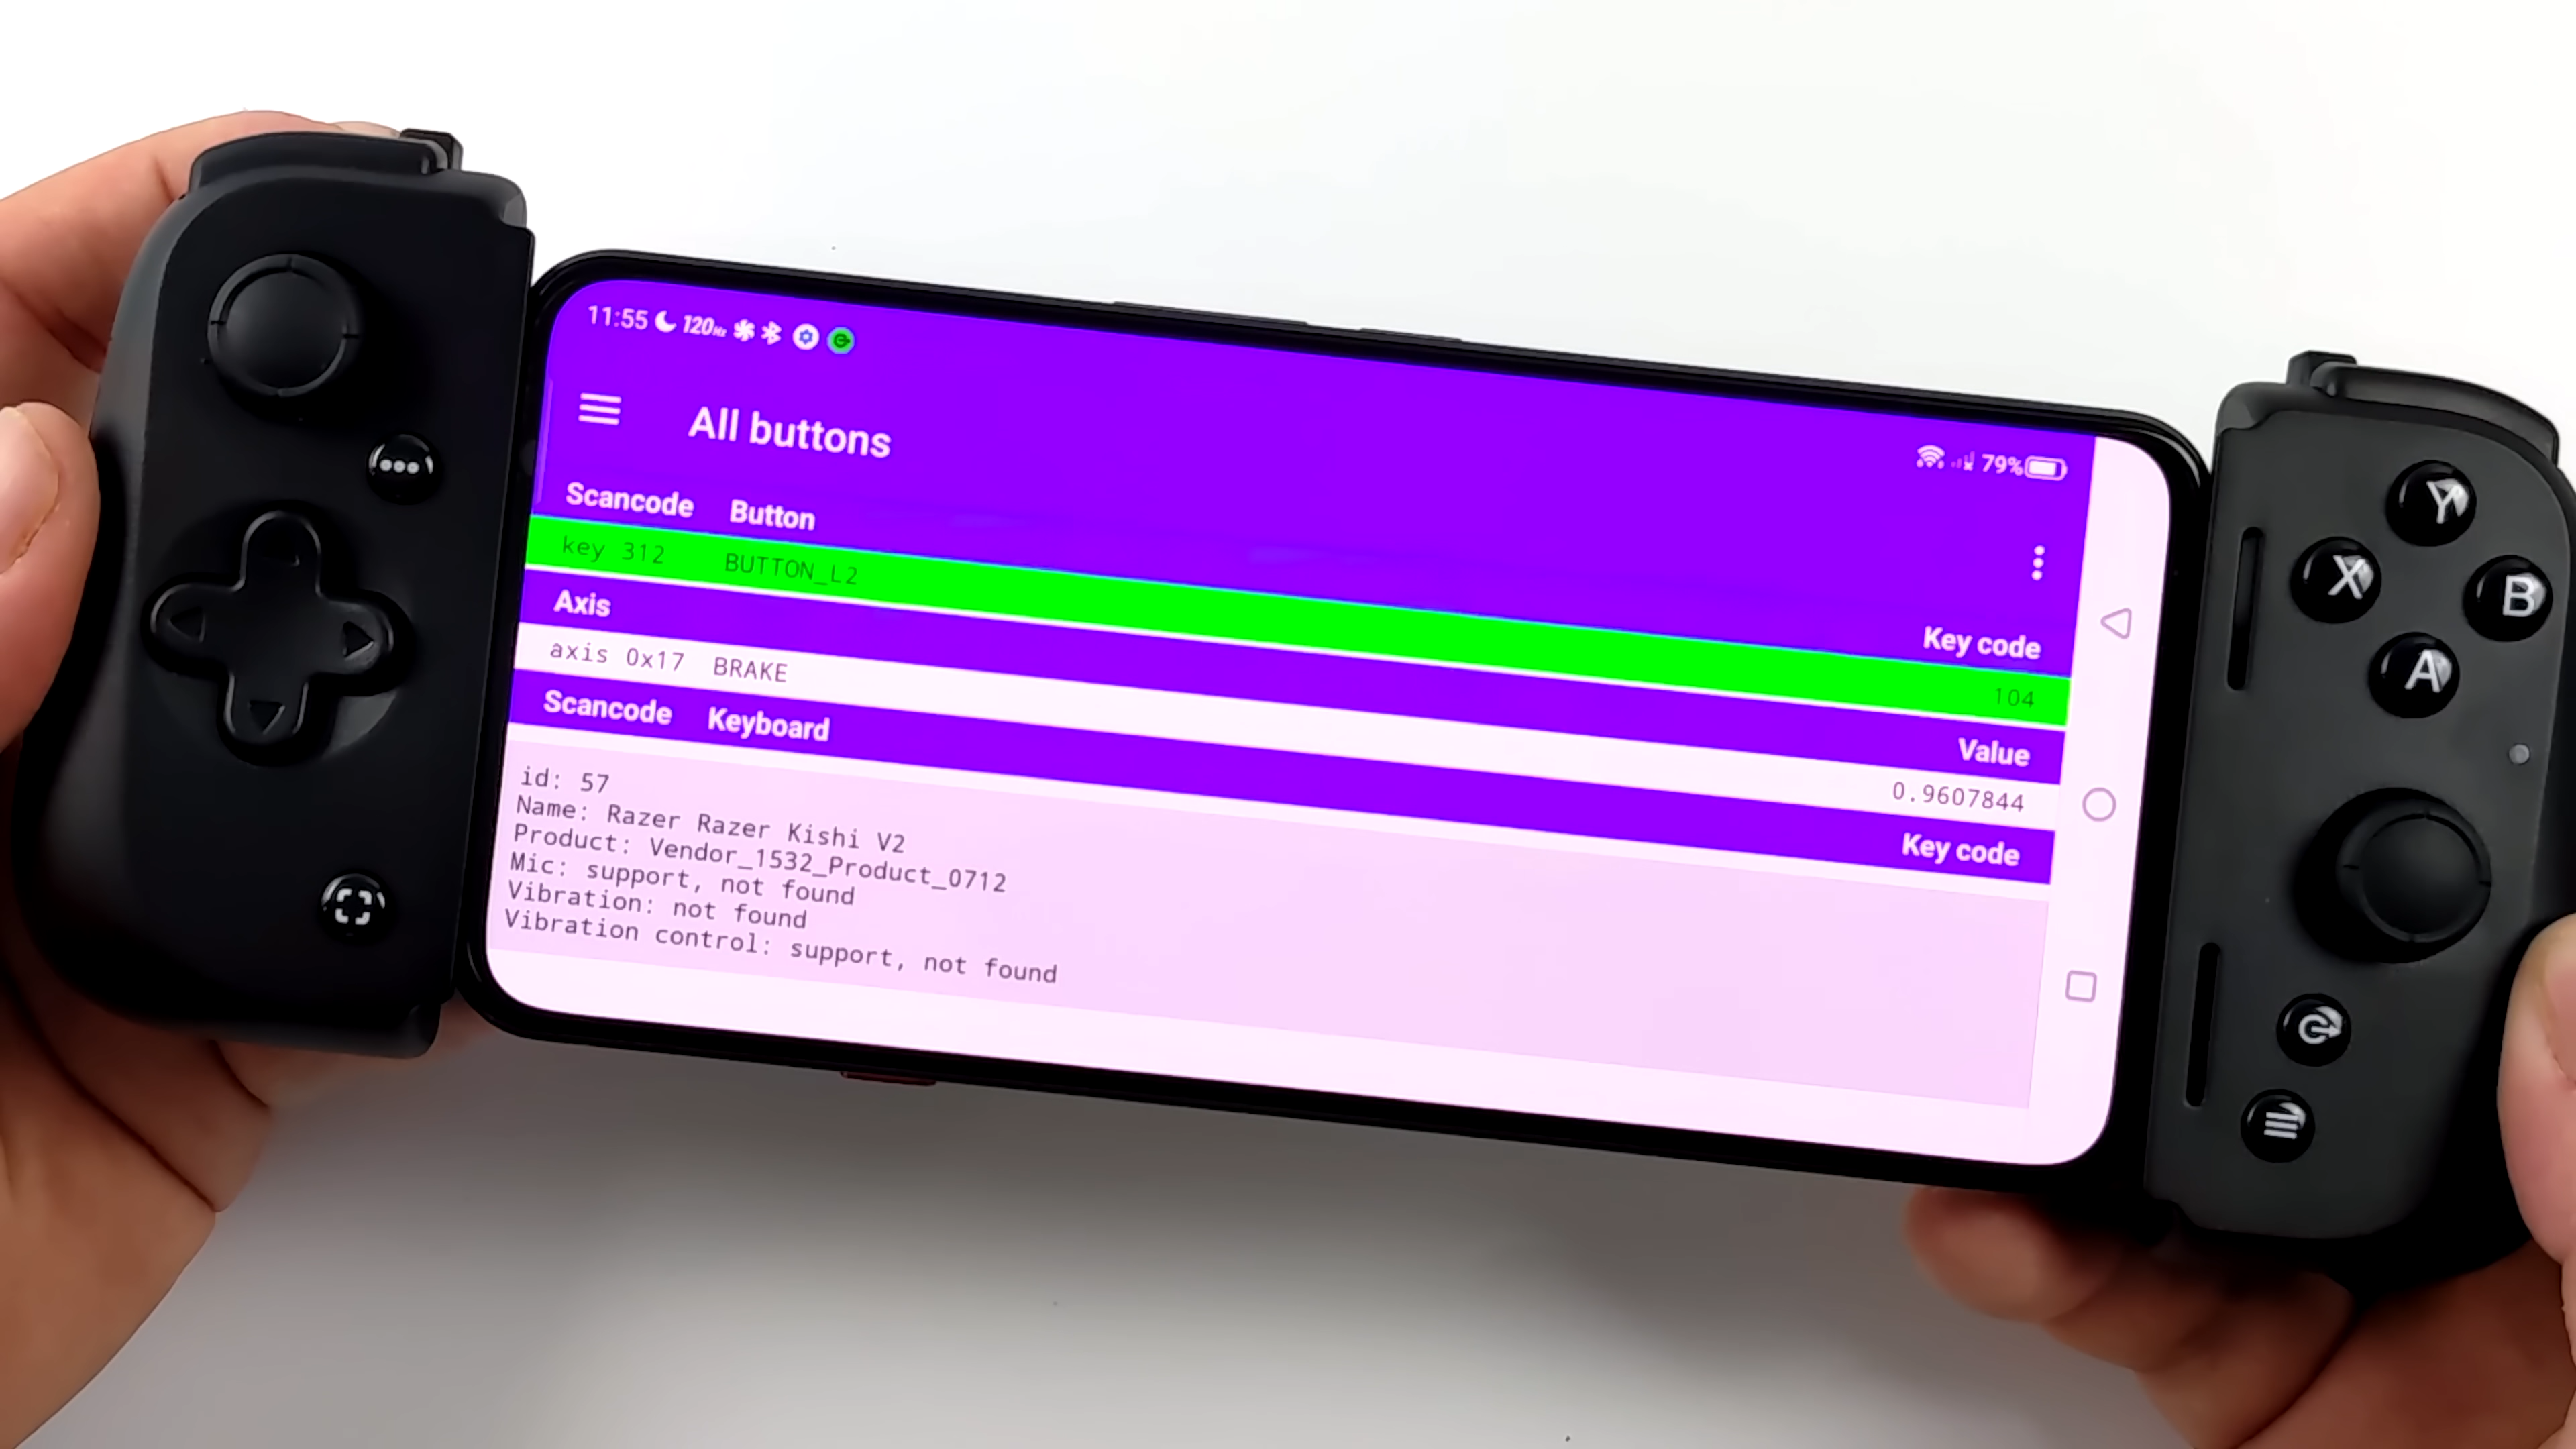 11:55 120Hz
79%
All buttons
Scancode Button Key code
key 312 BUTTON_L2 104
Axis Value
axis 0x17 BRAKE 0.9607844
Scancode Keyboard Key code
id: 57
Name: Razer Razer Kishi V2
Product: Vendor_1532_Product_0712
Mic: support, not found
Vibration: not found
Vibration control: support, not found
Y
X
B
A